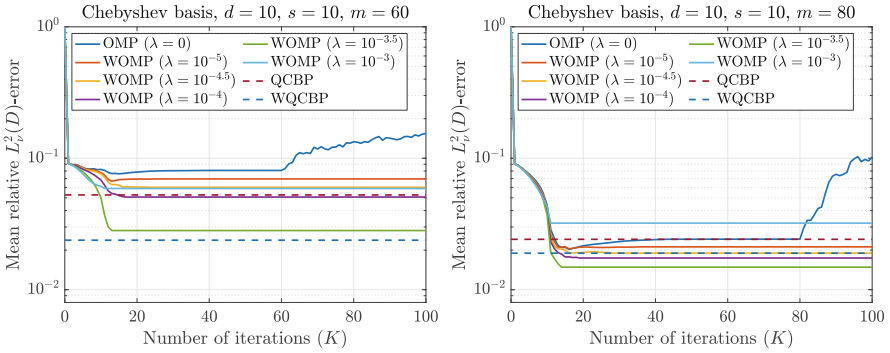 Chebyshev basis, d = 10, s = 10, m = 60
10^0
10^{-1}
10^{-2}
Mean relative L^2_ν(D)-error
OMP (λ = 0)
WOMP (λ = 10^{-5})
WOMP (λ = 10^{-4.5})
WOMP (λ = 10^{-4})
WOMP (λ = 10^{-3.5})
WOMP (λ = 10^{-3})
QCBP
WQCBP
0 20 40 60 80 100
Number of iterations (K)
Chebyshev basis, d = 10, s = 10, m = 80
10^0
10^{-1}
10^{-2}
Mean relative L^2_ν(D)-error
OMP (λ = 0)
WOMP (λ = 10^{-5})
WOMP (λ = 10^{-4.5})
WOMP (λ = 10^{-4})
WOMP (λ = 10^{-3.5})
WOMP (λ = 10^{-3})
QCBP
WQCBP
0 20 40 60 80 100
Number of iterations (K)